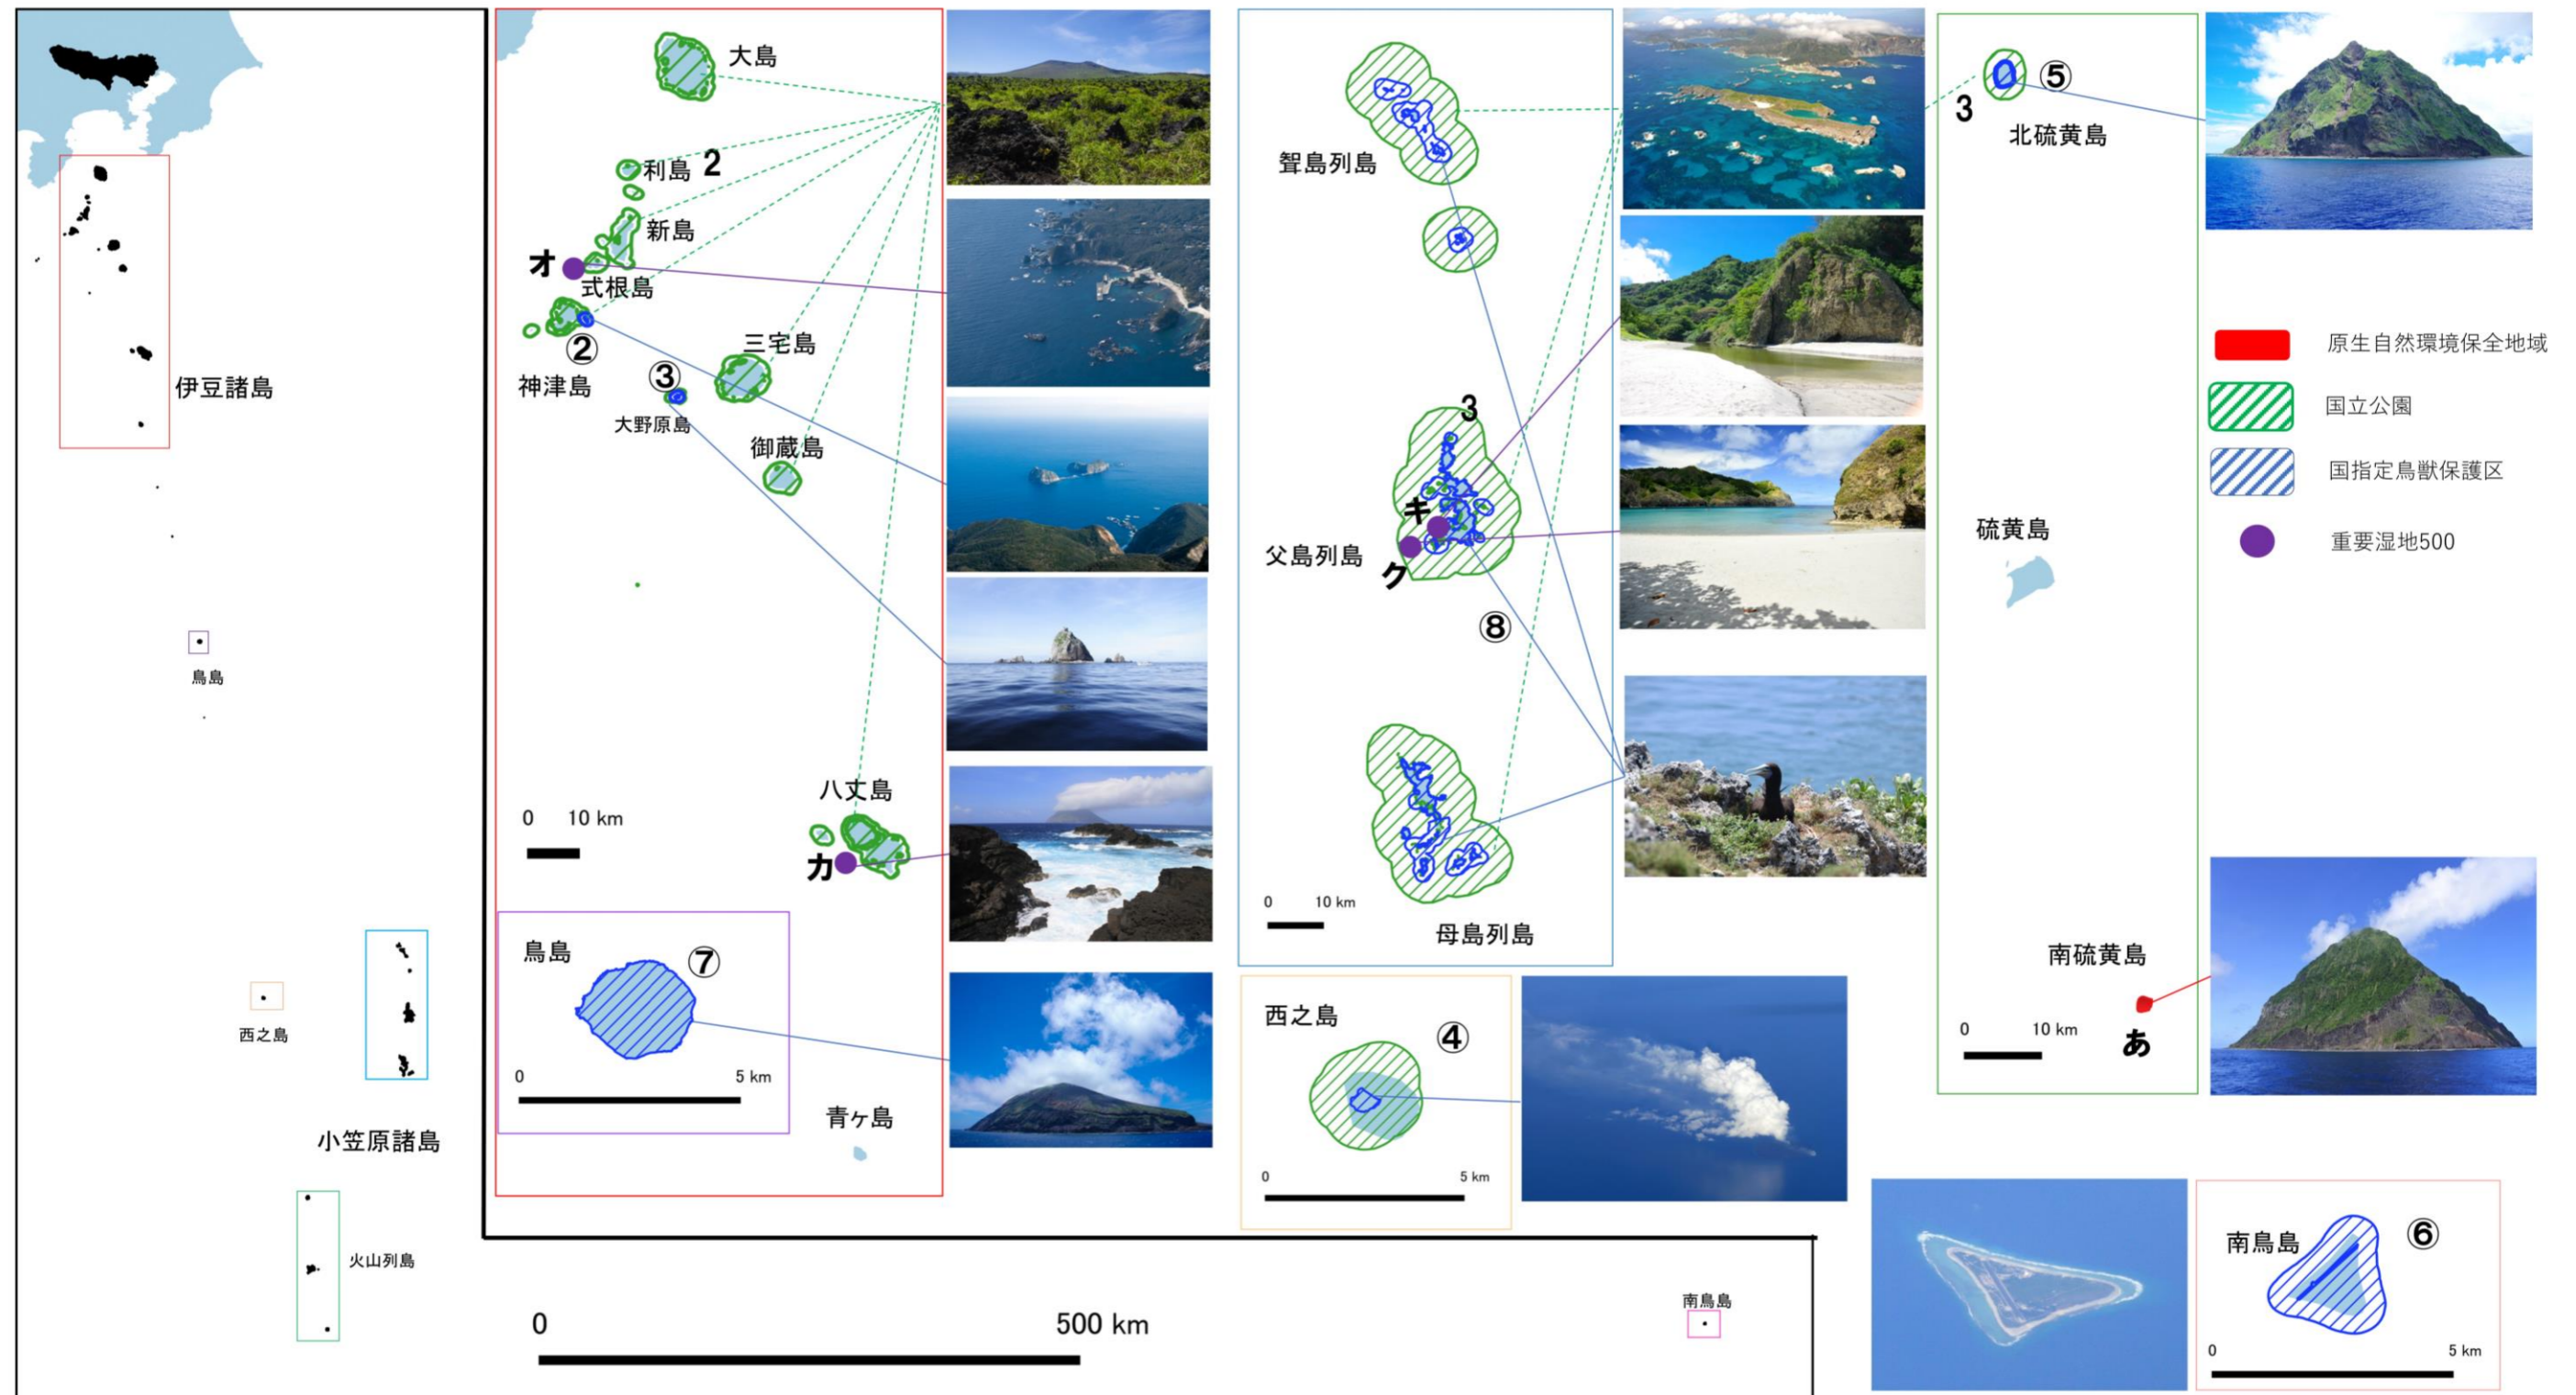 伊豆諸島
鳥島
西之島
小笠原諸島
火山列島
大島
利島 2
新島
オ
式根島
②
神津島
三宅島
③
大野原島
御蔵島
八丈島
0 10 km
カ
鳥島 ⑦
0 5 km
青ヶ島
聟島列島
3
キ
父島列島
ク
⑧
0 10 km
母島列島
西之島 ④
0 5 km
⑤
3
北硫黄島
硫黄島
南硫黄島
0 10 km
あ
原生自然環境保全地域
国立公園
国指定鳥獣保護区
重要湿地500
0 500 km
南鳥島
南鳥島 ⑥
0 5 km